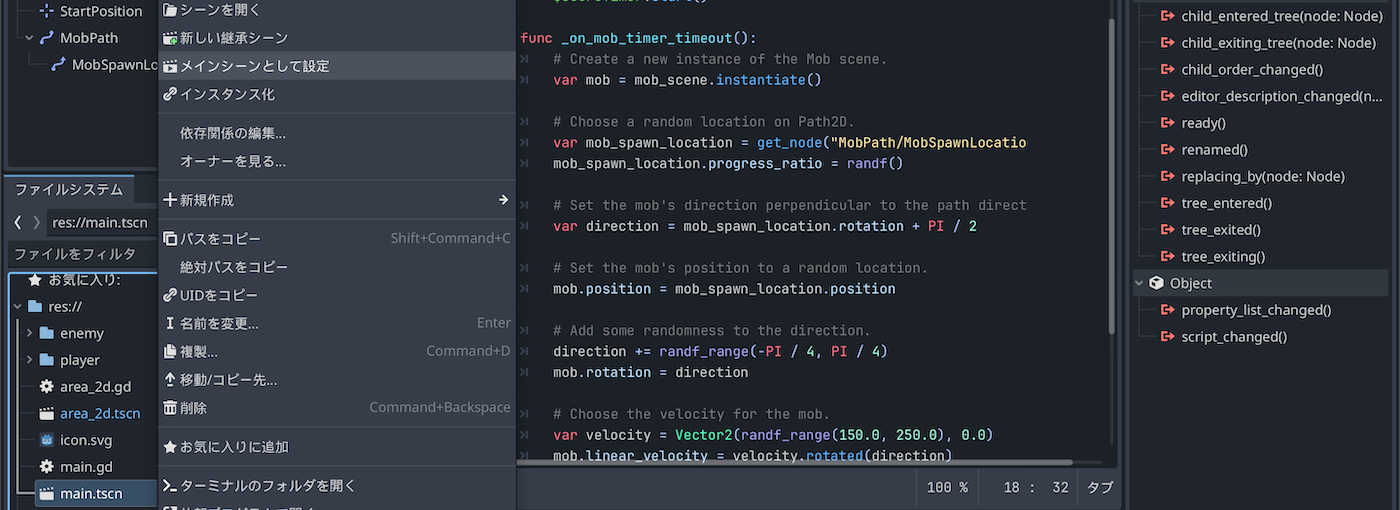 StartPosition
MobPath
MobSpawnLo
ファイルシステム
res://main.tscn
ファイルをフィルタ
お気に入り:
res://
enemy
player
area_2d.gd
area_2d.tscn
icon.svg
main.gd
main.tscn
シーンを開く
新しい継承シーン
メインシーンとして設定
インスタンス化
依存関係の編集...
オーナーを見る...
新規作成
パスをコピー Shift+Command+C
絶対パスをコピー
UIDをコピー
名前を変更... Enter
複製... Command+D
移動/コピー先...
削除 Command+Backspace
お気に入りに追加
ターミナルのフォルダを開く
func _on_mob_timer_timeout():
# Create a new instance of the Mob scene.
var mob = mob_scene.instantiate()
# Choose a random location on Path2D.
var mob_spawn_location = get_node("MobPath/MobSpawnLocatio
mob_spawn_location.progress_ratio = randf()
# Set the mob's direction perpendicular to the path direct
var direction = mob_spawn_location.rotation + PI / 2
# Set the mob's position to a random location.
mob.position = mob_spawn_location.position
# Add some randomness to the direction.
direction += randf_range(-PI / 4, PI / 4)
mob.rotation = direction
# Choose the velocity for the mob.
var velocity = Vector2(randf_range(150.0, 250.0), 0.0)
mob.linear_velocity = velocity.rotated(direction)
100 % 18 : 32 タブ
child_entered_tree(node: Node)
child_exiting_tree(node: Node)
child_order_changed()
editor_description_changed(n...
ready()
renamed()
replacing_by(node: Node)
tree_entered()
tree_exited()
tree_exiting()
Object
property_list_changed()
script_changed()